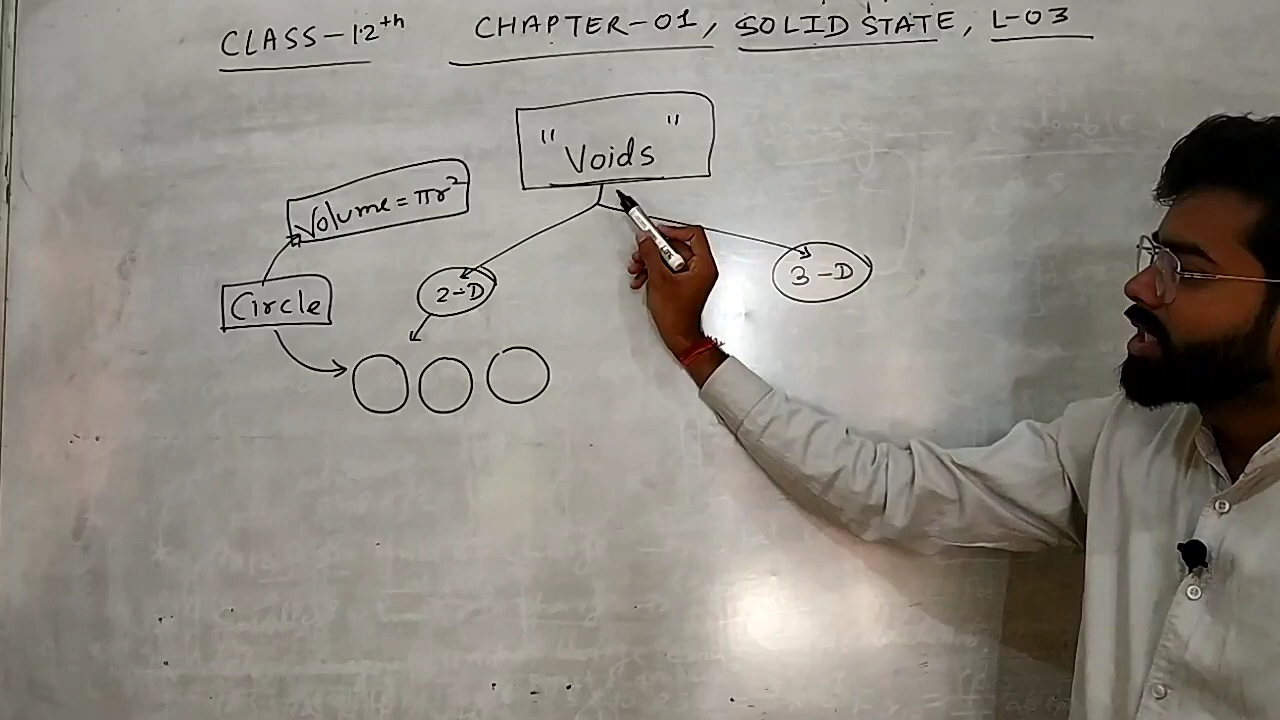 CLASS-12th CHAPTER-01, SOLID STATE, L-03
"Voids"
Volume = πr²
2-D
3-D
Circle